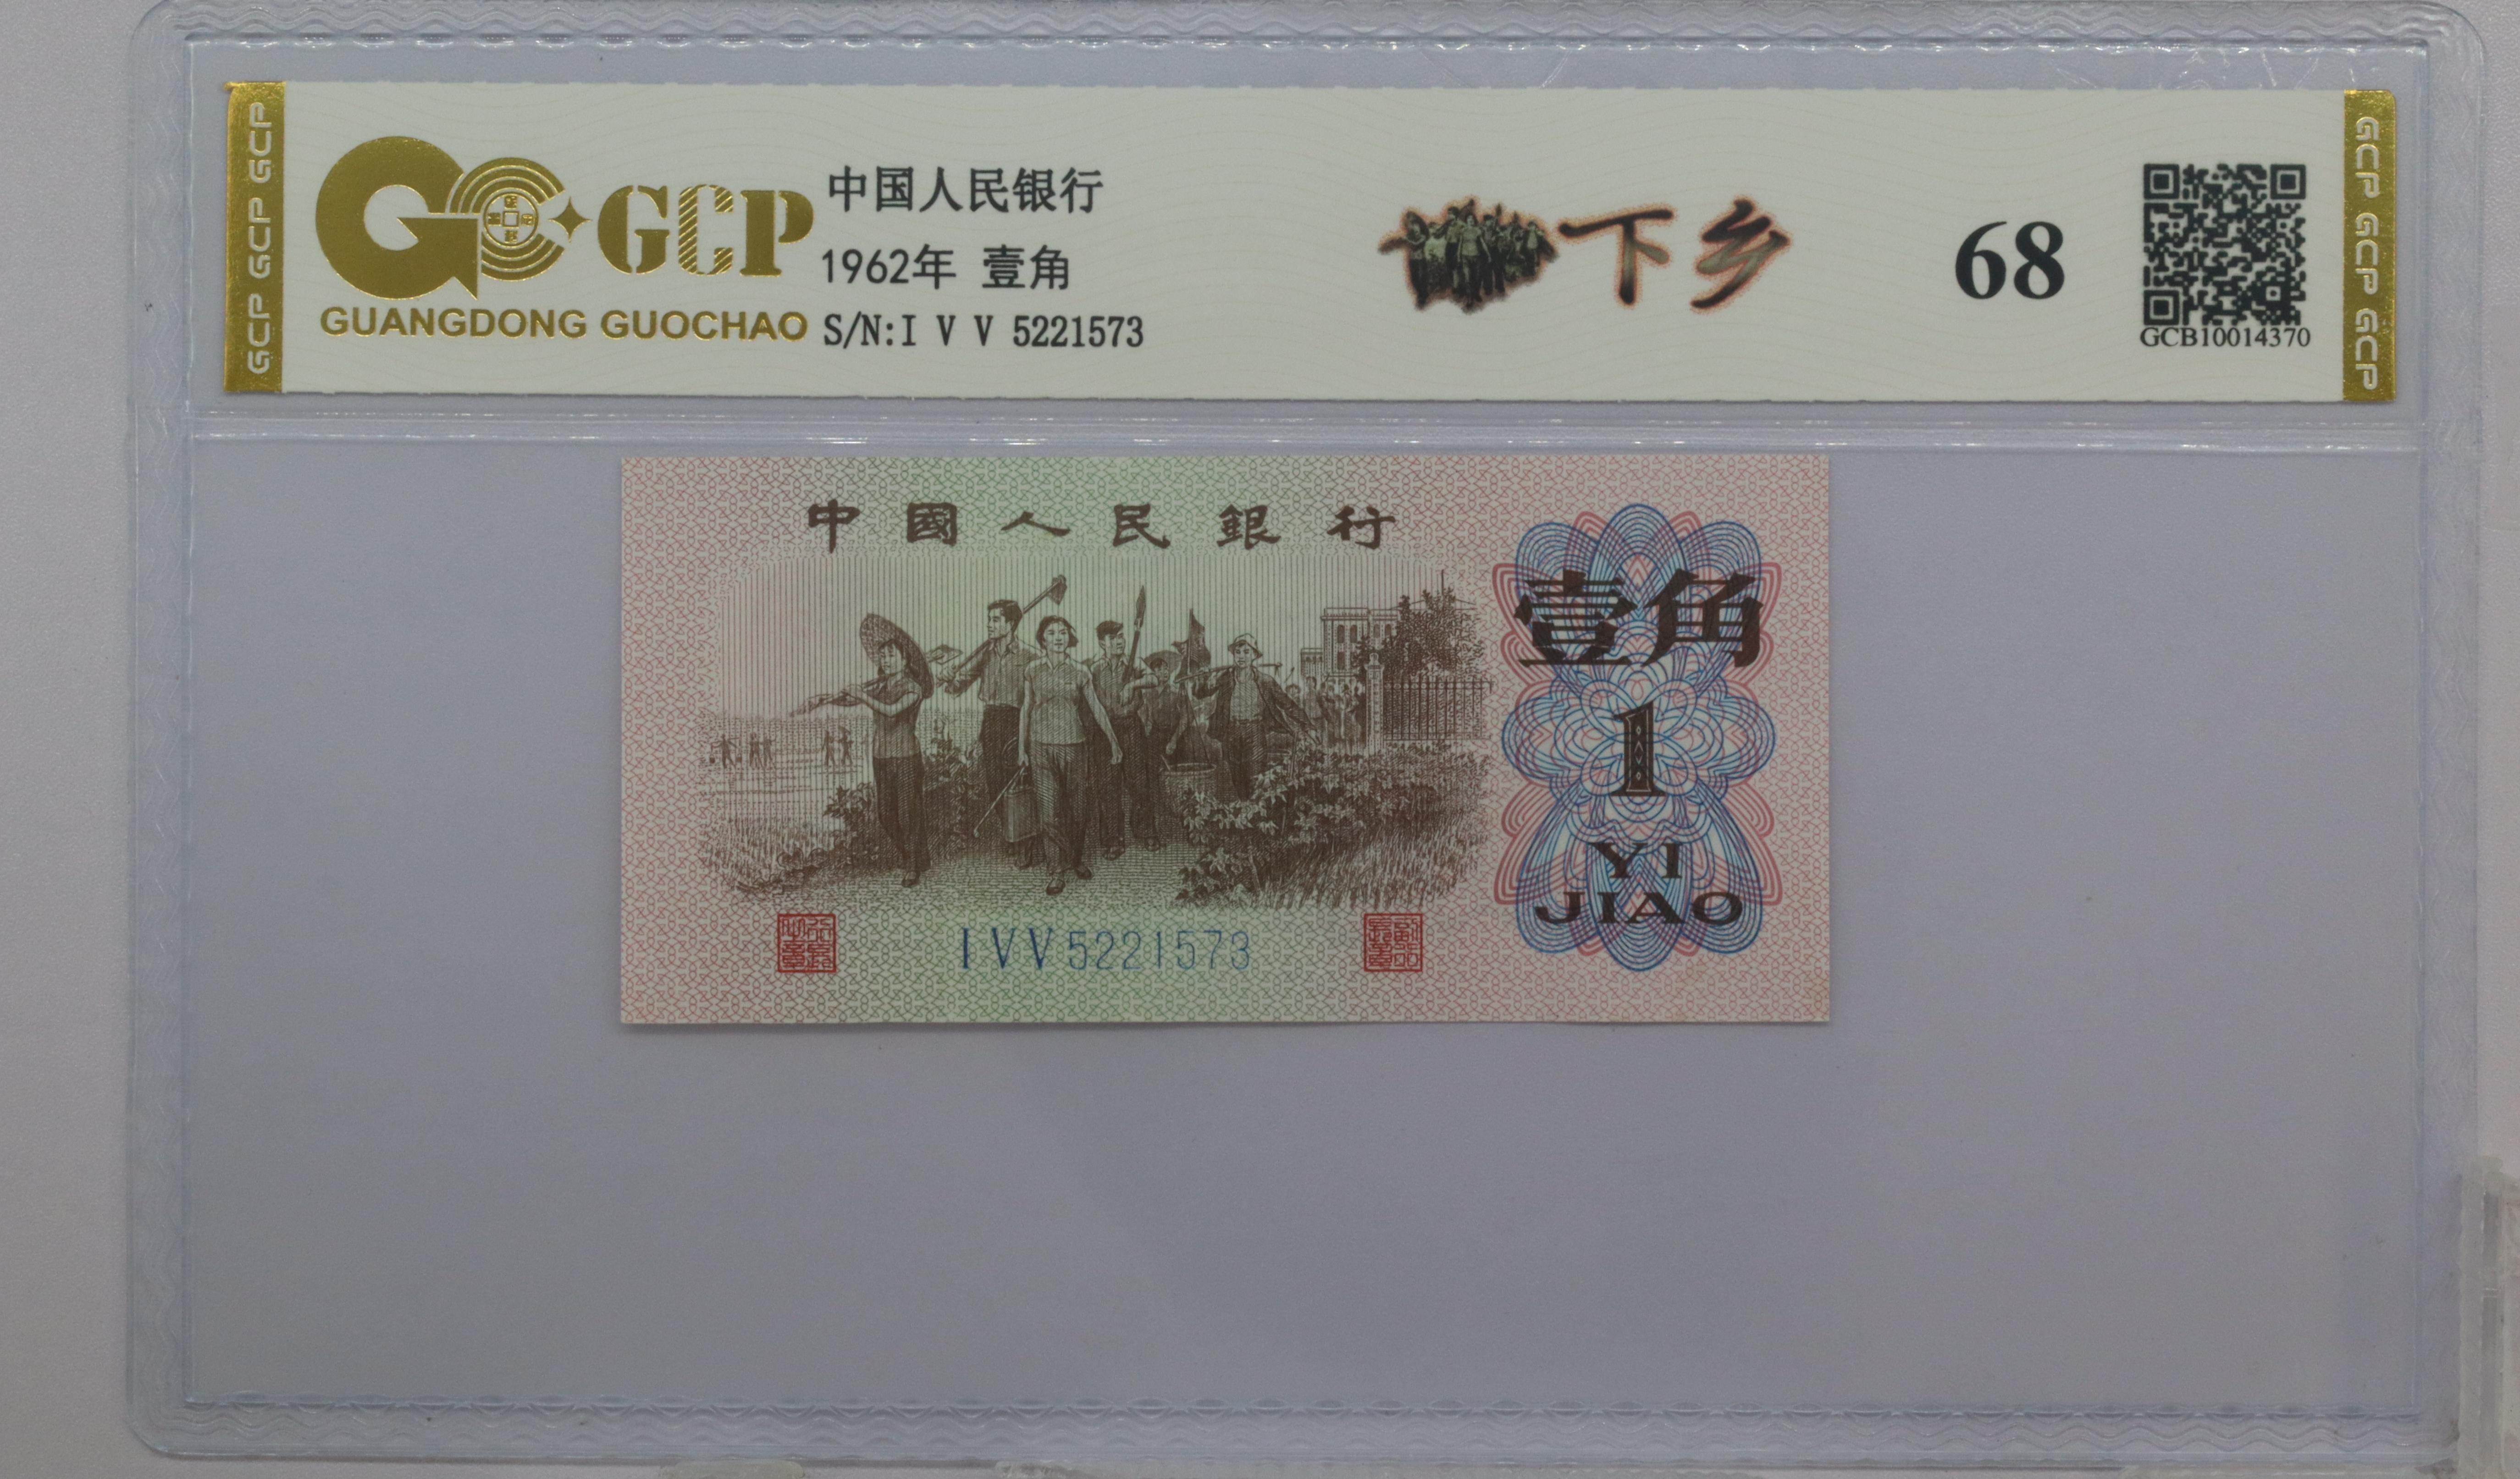 GCP GCP GCP
GCP
GUANGDONG GUOCHAO
中国人民银行
1962年 壹角
S/N:I V V 5221573
下乡
68
GCB10014370
GCP GCP GCP
中國人民銀行
壹角
1
YI
JIAO
I V V 5221573